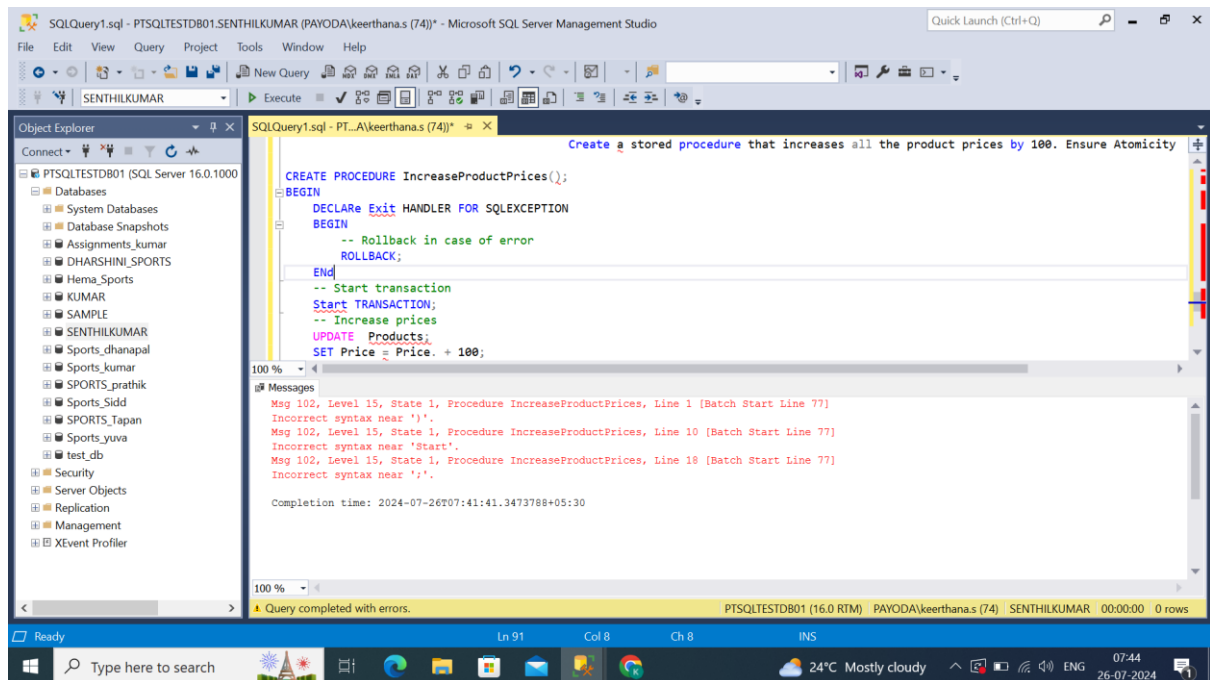 SQLQuery1.sql - PTSQLTESTDB01.SENTHILKUMAR (PAYODA\keerthana.s (74))* - Microsoft SQL Server Management Studio
Quick Launch (Ctrl+Q)
File Edit View Query Project Tools Window Help
New Query
SENTHILKUMAR
Execute
Object Explorer
SQLQuery1.sql - PT...A\keerthana.s (74))*
Connect
PTSQLTESTDB01 (SQL Server 16.0.1000
Databases
System Databases
Database Snapshots
Assignments_kumar
DHARSHINI_SPORTS
Hema_Sports
KUMAR
SAMPLE
SENTHILKUMAR
Sports_dhanapal
Sports_kumar
SPORTS_prathik
Sports_Sidd
SPORTS_Tapan
Sports_yuva
test_db
Security
Server Objects
Replication
Management
XEvent Profiler
Create a stored procedure that increases all the product prices by 100. Ensure Atomicity
CREATE PROCEDURE IncreaseProductPrices();
BEGIN
DECLARe Exit HANDLER FOR SQLEXCEPTION
BEGIN
-- Rollback in case of error
ROLLBACK;
ENd
-- Start transaction
Start TRANSACTION;
-- Increase prices
UPDATE Products;
SET Price = Price. + 100;
100 %
Messages
Msg 102, Level 15, State 1, Procedure IncreaseProductPrices, Line 1 [Batch Start Line 77]
Incorrect syntax near ')'.
Msg 102, Level 15, State 1, Procedure IncreaseProductPrices, Line 10 [Batch Start Line 77]
Incorrect syntax near 'Start'.
Msg 102, Level 15, State 1, Procedure IncreaseProductPrices, Line 18 [Batch Start Line 77]
Incorrect syntax near ';'.
Completion time: 2024-07-26T07:41:41.3473788+05:30
100 %
Query completed with errors.
PTSQLTESTDB01 (16.0 RTM) PAYODA\keerthana.s (74) SENTHILKUMAR 00:00:00 0 rows
Ready
Ln 91 Col 8 Ch 8 INS
Type here to search
24°C Mostly cloudy
ENG
07:44
26-07-2024
1